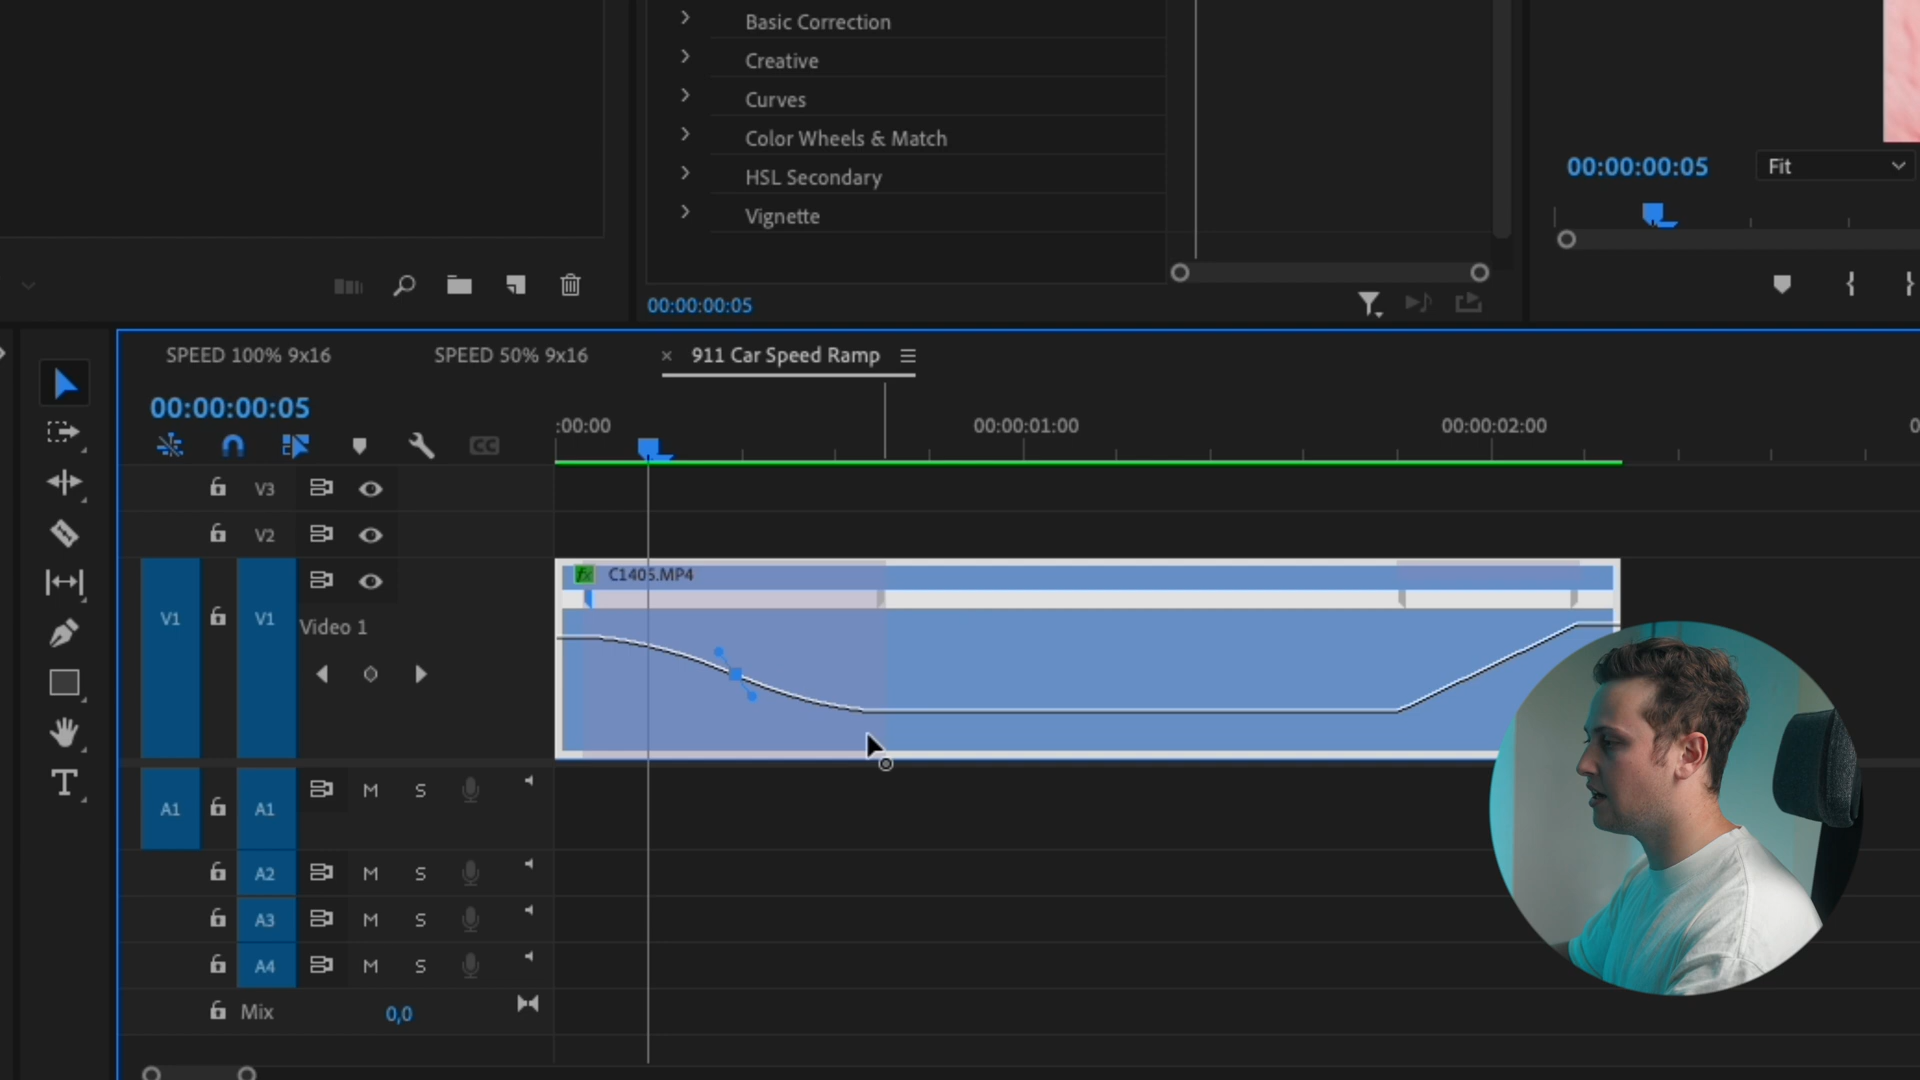 Basic Correction
Creative
Curves
Color Wheels & Match
HSL Secondary
Vignette
00:00:00:05
00:00:00:05
Fit
SPEED 100% 9x16
SPEED 50% 9x16
× 911 Car Speed Ramp
00:00:00:05
CC
:00:00
00:00:01:00
00:00:02:00
0
V3
V2
fx C1405.MP4
V1
V1
Video 1
A1
A1
M
S
A2
M
S
A3
M
S
A4
M
S
Mix
0,0